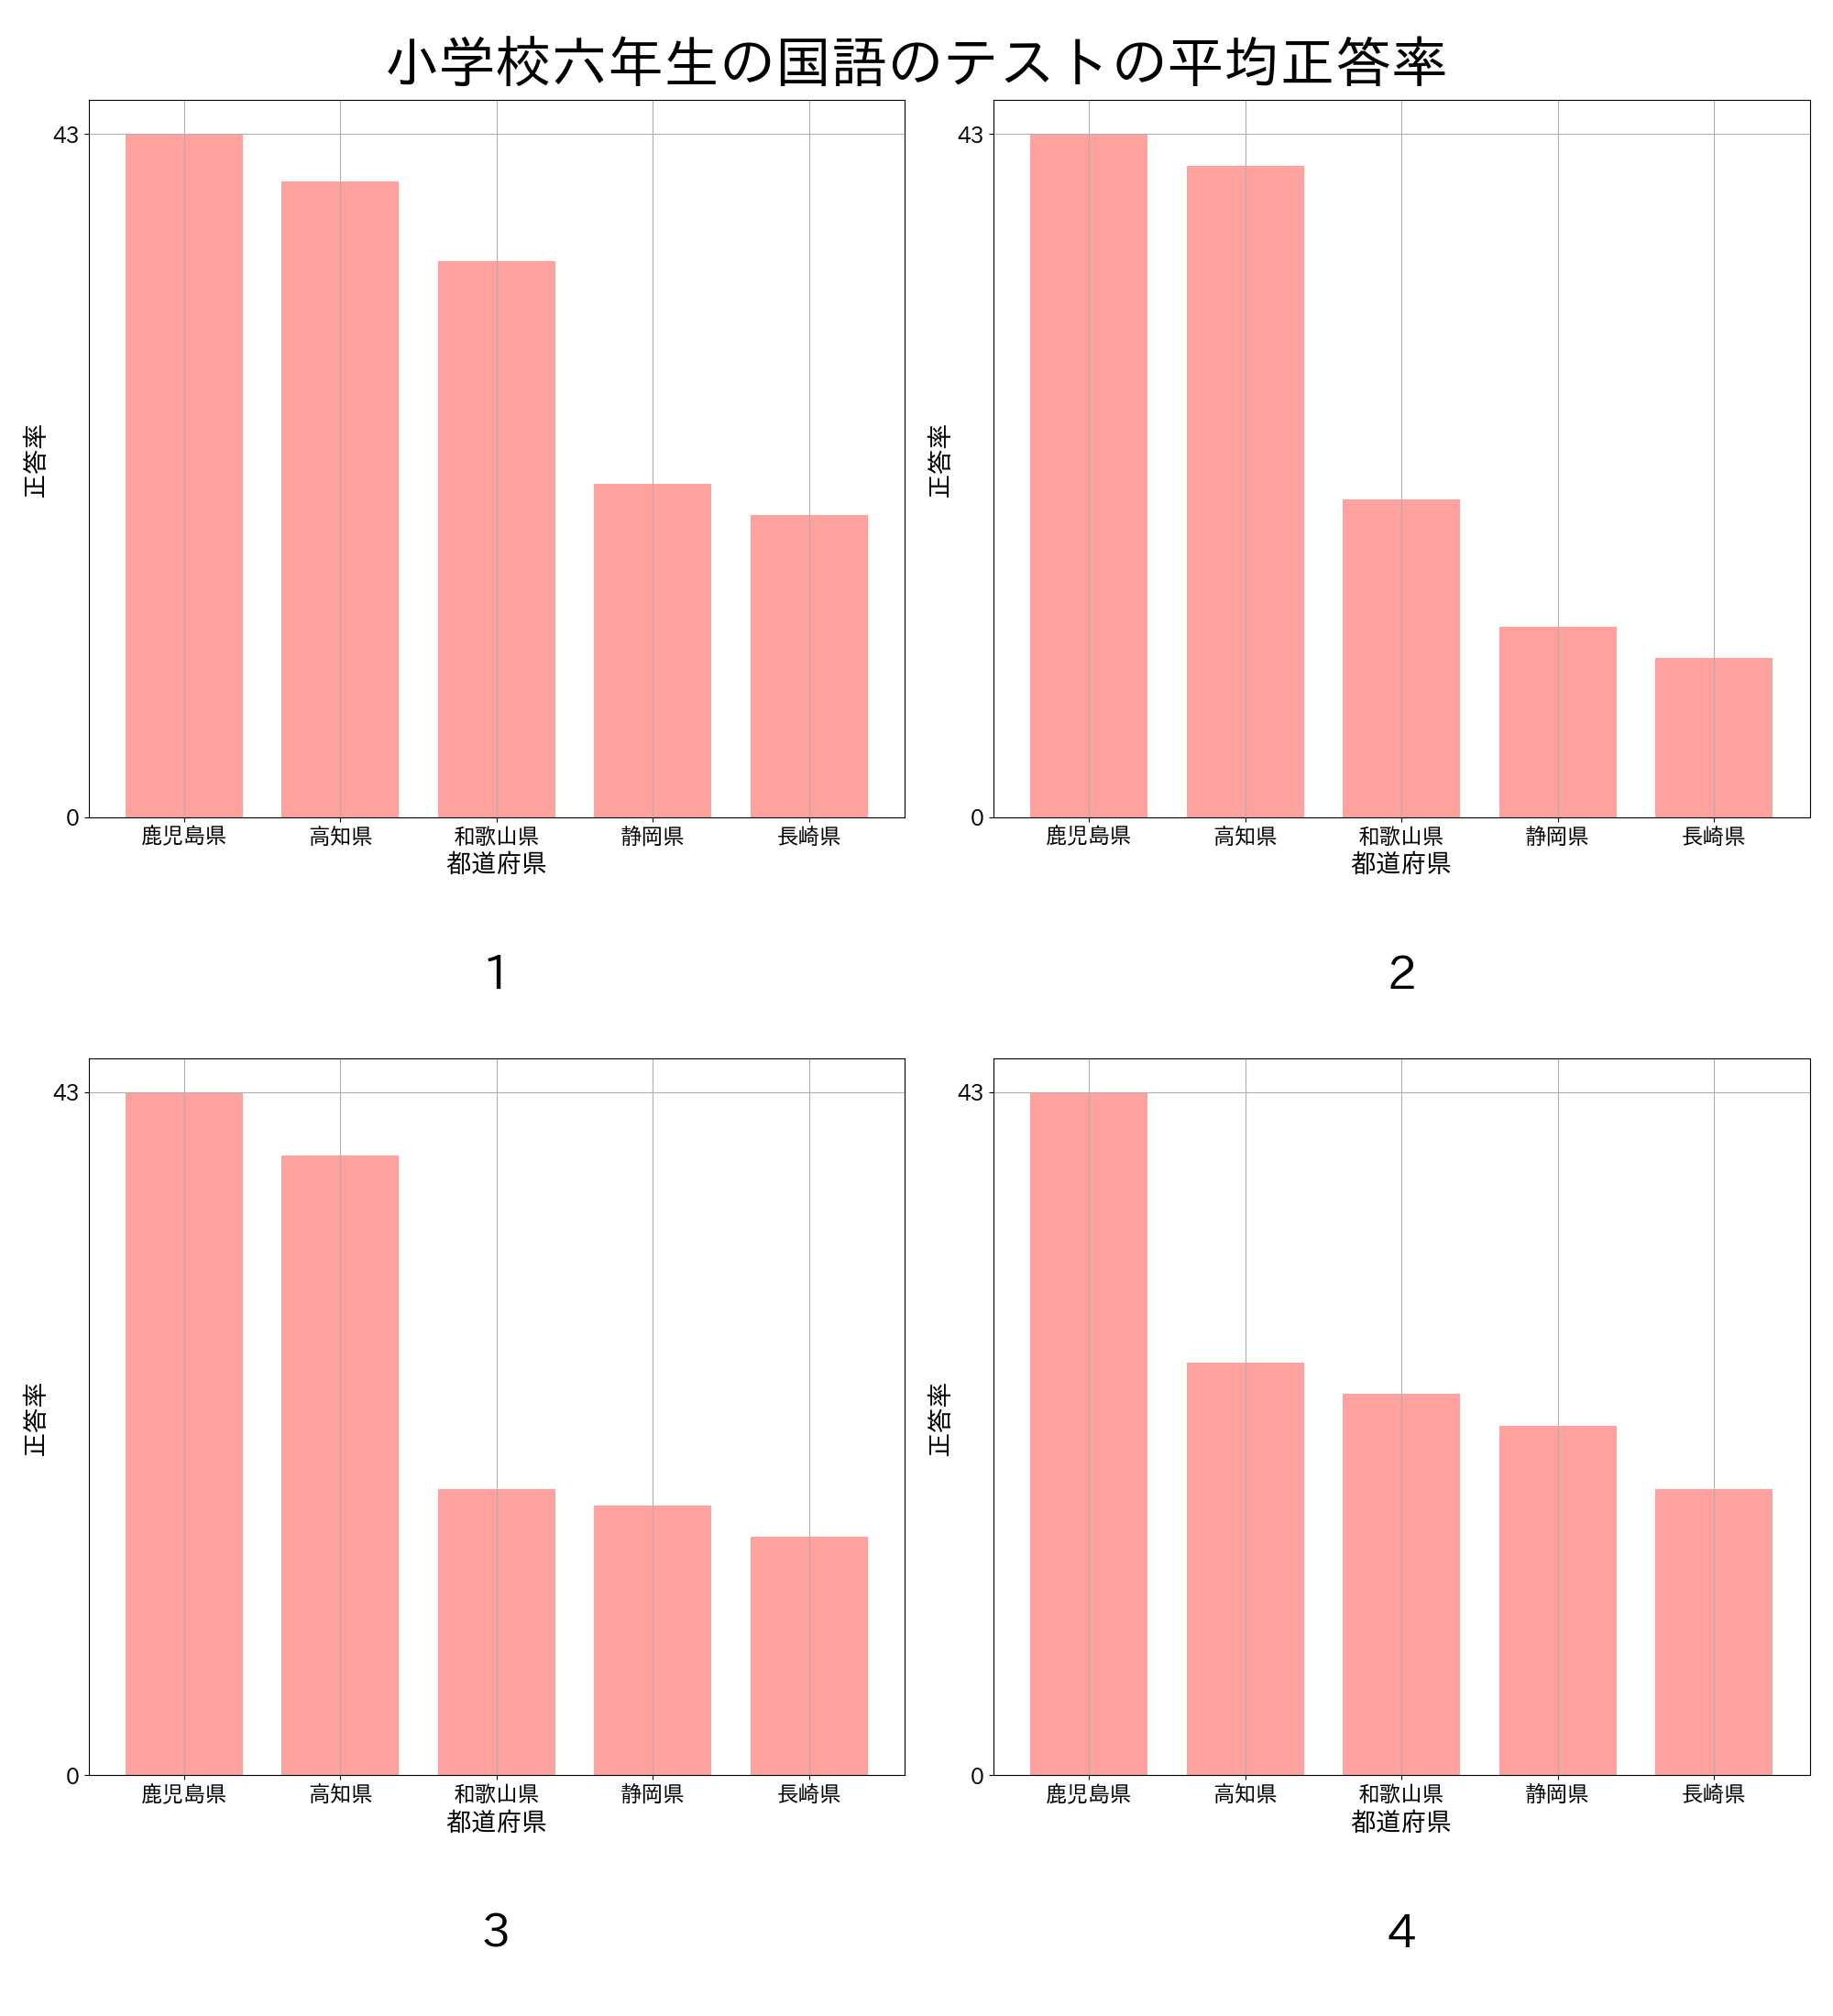 小学校六年生の国語のテストの平均正答率
43
0
正答率
鹿児島県 高知県 和歌山県 静岡県 長崎県
都道府県
1
43
0
正答率
鹿児島県 高知県 和歌山県 静岡県 長崎県
都道府県
2
43
0
正答率
鹿児島県 高知県 和歌山県 静岡県 長崎県
都道府県
3
43
0
正答率
鹿児島県 高知県 和歌山県 静岡県 長崎県
都道府県
4